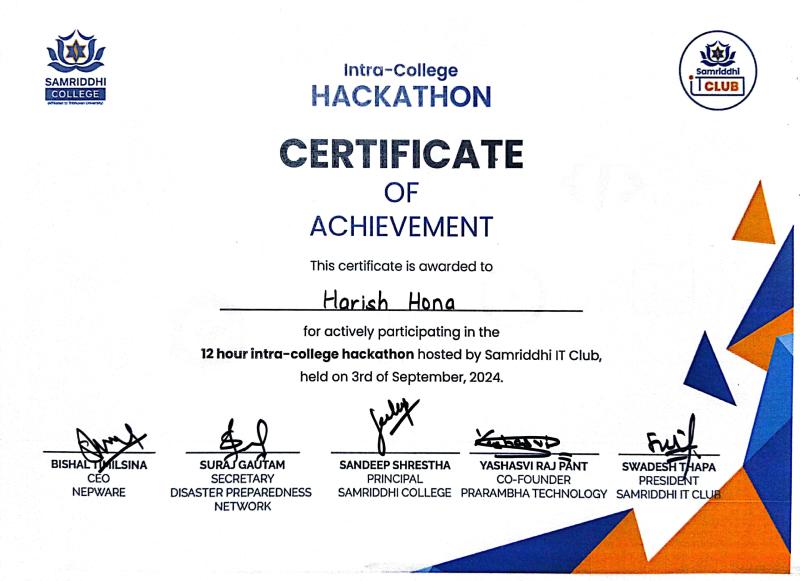 SAMRIDDHI
COLLEGE
Affiliated to Tribhuvan University
Samriddhi
iT CLUB
Intra-College
HACKATHON
CERTIFICATE
OF
ACHIEVEMENT
This certificate is awarded to
Harish Hona
for actively participating in the
12 hour intra-college hackathon hosted by Samriddhi IT Club,
held on 3rd of September, 2024.
BISHAL TIMILSINA
CEO
NEPWARE
SURAJ GAUTAM
SECRETARY
DISASTER PREPAREDNESS
NETWORK
SANDEEP SHRESTHA
PRINCIPAL
SAMRIDDHI COLLEGE
YASHASVI RAJ PANT
CO-FOUNDER
PRARAMBHA TECHNOLOGY
SWADESH THAPA
PRESIDENT
SAMRIDDHI IT CLUB